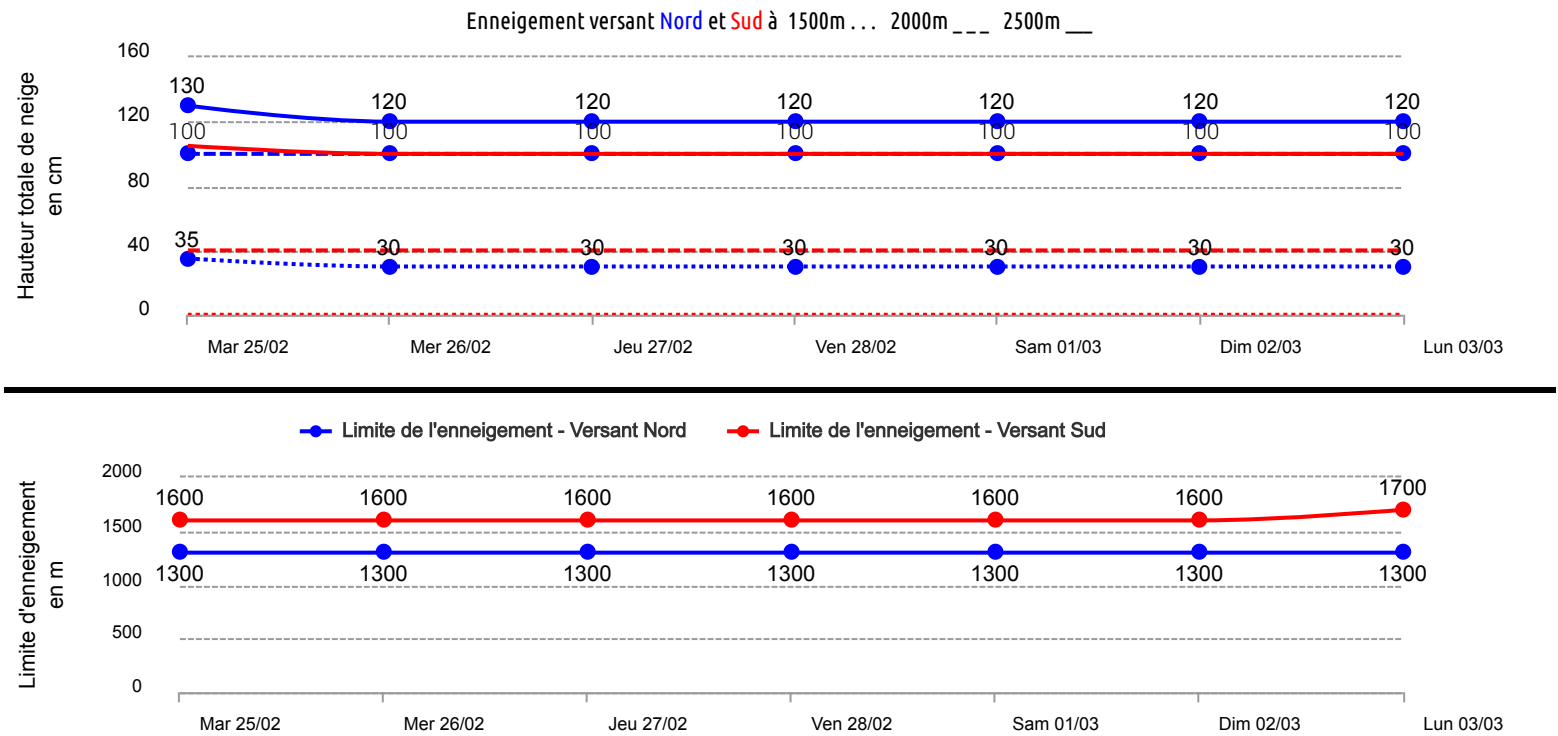 Enneigement versant Nord et Sud à 1500m . . . 2000m _ _ _ 2500m __
Hauteur totale de neige
en cm
160
120
80
40
0
130 120 120 120 120 120 120
100 100 100 100 100 100 100
35 30 30 30 30 30 30
Mar 25/02 Mer 26/02 Jeu 27/02 Ven 28/02 Sam 01/03 Dim 02/03 Lun 03/03
Limite de l'enneigement - Versant Nord Limite de l'enneigement - Versant Sud
Limite d'enneigement
en m
2000
1500
1000
500
0
1600 1600 1600 1600 1600 1600 1700
1300 1300 1300 1300 1300 1300 1300
Mar 25/02 Mer 26/02 Jeu 27/02 Ven 28/02 Sam 01/03 Dim 02/03 Lun 03/03